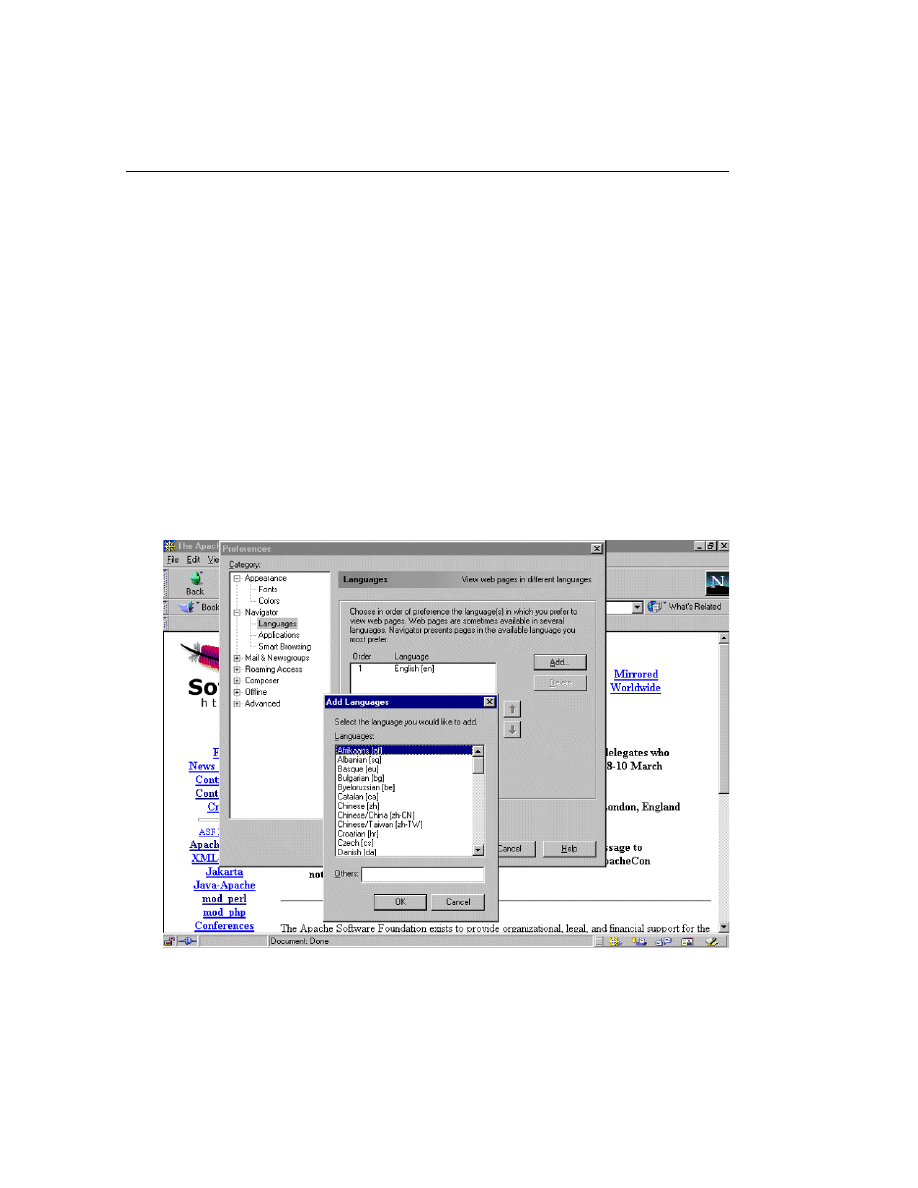 The Apach
Preferences
File Edit Vie
Category:
Back
Book
What's Related
Appearance
Fonts
Colors
Navigator
Languages
Applications
Smart Browsing
Mail & Newsgroups
Roaming Access
Composer
Offline
Advanced
Languages
View web pages in different languages
Choose in order of preference the language(s) in which you prefer to
view web pages. Web pages are sometimes available in several
languages. Navigator presents pages in the available language you
most prefer.
Order Language
1 English [en]
Add...
Delete
Cancel
Help
Add Languages
Select the language you would like to add.
Languages:
Afrikaans [af]
Albanian [sq]
Basque [eu]
Bulgarian [bg]
Byelorussian [be]
Catalan [ca]
Chinese [zh]
Chinese/China [zh-CN]
Chinese/Taiwan [zh-TW]
Croatian [hr]
Czech [cs]
Danish [da]
Others:
OK
Cancel
N
Mirrored
Worldwide
So
h t
F
News
Cont
Cont
Cr
ASF
Apach
XML-
Jakarta
Java-Apache
mod_perl
mod_php
Conferences
delegates who
8-10 March
London, England
ssage to
pacheCon
not
The Apache Software Foundation exists to provide organizational, legal, and financial support for the
Document: Done